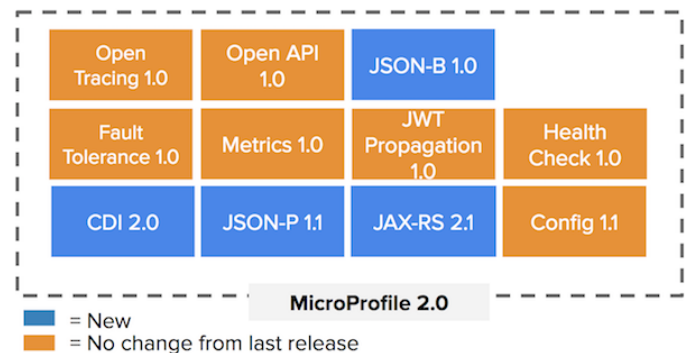 Open
Tracing 1.0
Open API
1.0
JSON-B 1.0
Fault
Tolerance 1.0
Metrics 1.0
JWT
Propagation
1.0
Health
Check 1.0
CDI 2.0
JSON-P 1.1
JAX-RS 2.1
Config 1.1
MicroProfile 2.0
= New
= No change from last release